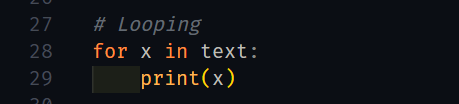 27 # Looping
28 for x in text:
29     print(x)